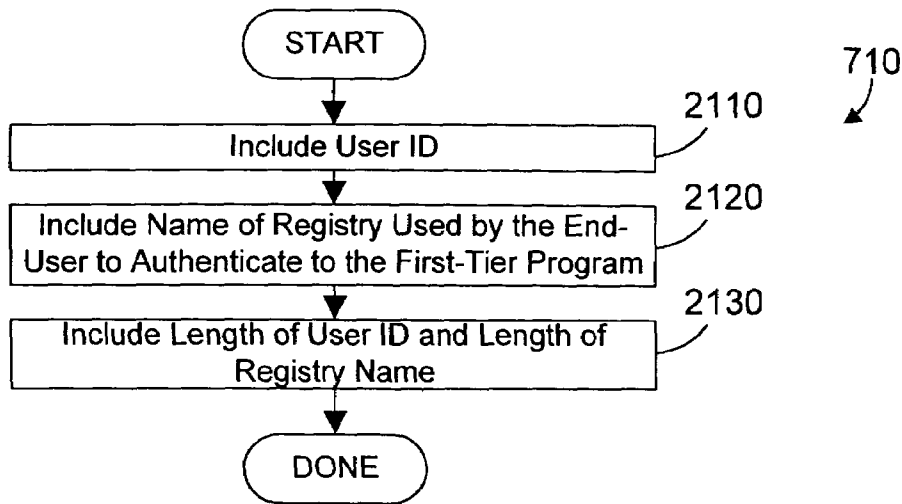 START
710
2110
Include User ID
2120
Include Name of Registry Used by the End-
User to Authenticate to the First-Tier Program
2130
Include Length of User ID and Length of
Registry Name
DONE